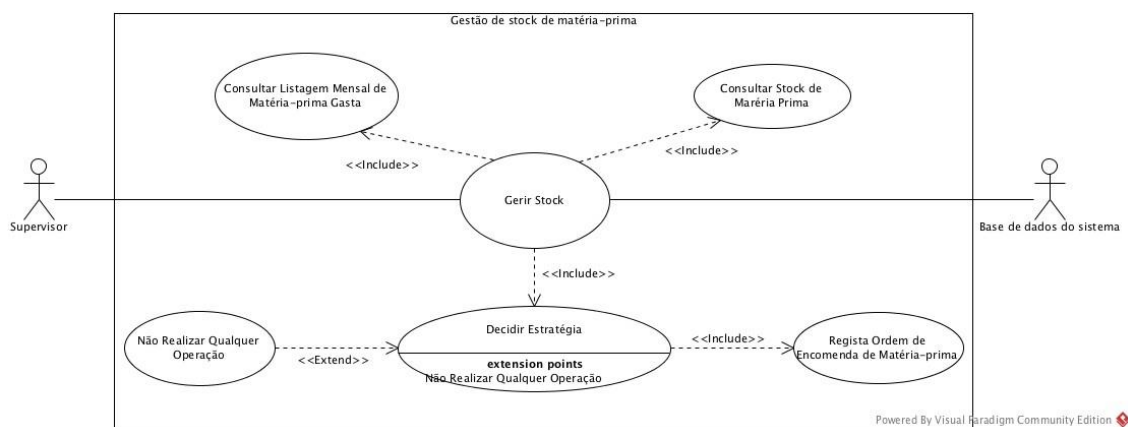 Gestão de stock de matéria-prima
Consultar Listagem Mensal de
Matéria-prima Gasta
Consultar Stock de
Maréria Prima
<<Include>>
<<Include>>
Gerir Stock
Supervisor
Base de dados do sistema
<<Include>>
Não Realizar Qualquer
Operação
<<Extend>>
Decidir Estratégia
extension points
Não Realizar Qualquer Operação
<<Include>>
Regista Ordem de
Encomenda de Matéria-prima
Powered By Visual Paradigm Community Edition